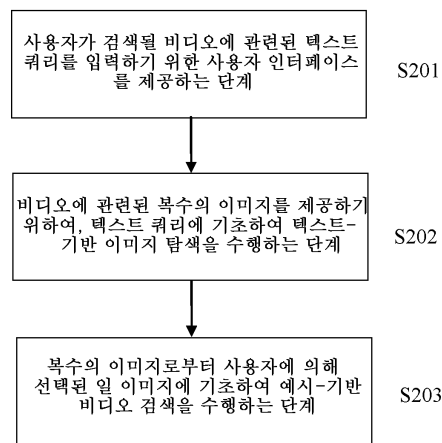 사용자가 검색될 비디오에 관련된 텍스트
쿼리를 입력하기 위한 사용자 인터페이스
를 제공하는 단계
S201
비디오에 관련된 복수의 이미지를 제공하기
위하여, 텍스트 쿼리에 기초하여 텍스트-
기반 이미지 탐색을 수행하는 단계
S202
복수의 이미지로부터 사용자에 의해
선택된 일 이미지에 기초하여 예시-기반
비디오 검색을 수행하는 단계
S203